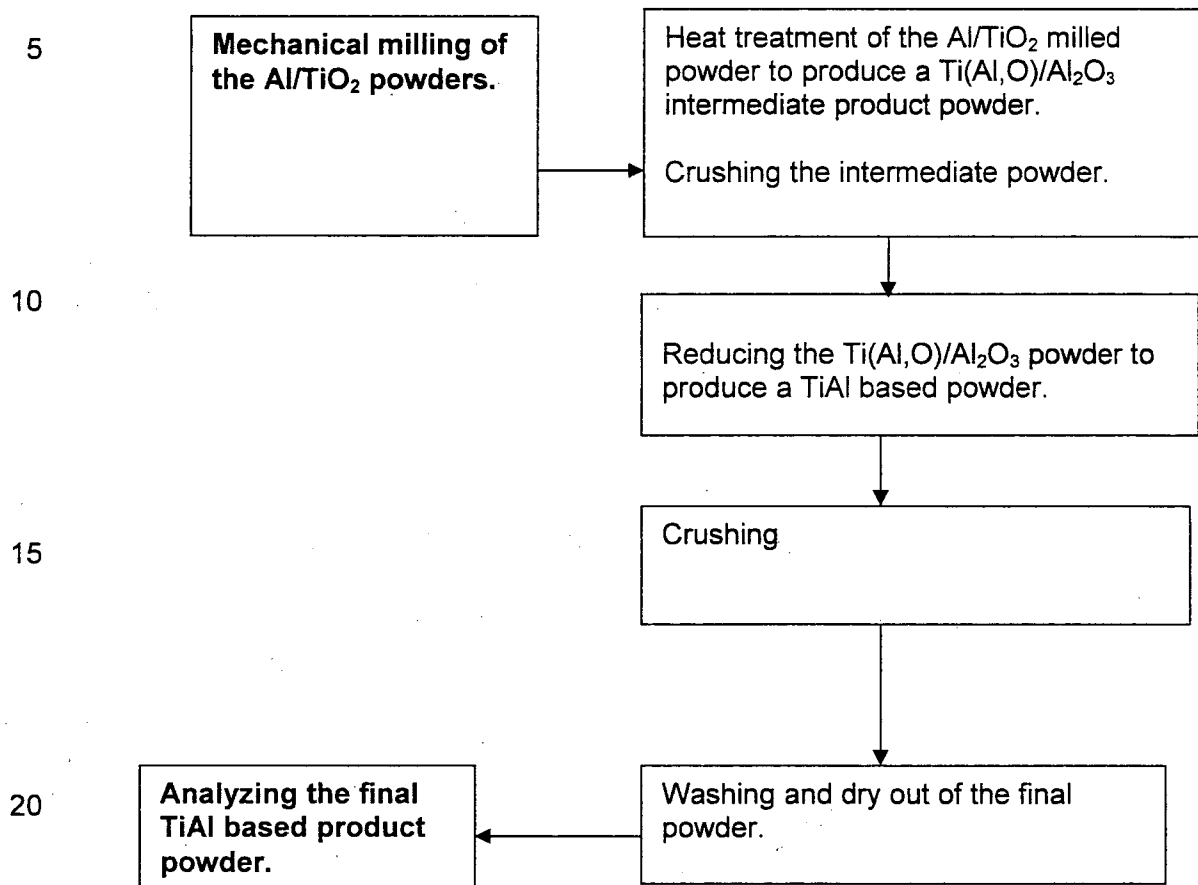 5
Mechanical milling of
the Al/TiO₂ powders.
Heat treatment of the Al/TiO₂ milled
powder to produce a Ti(Al,O)/Al₂O₃
intermediate product powder.
Crushing the intermediate powder.
10
Reducing the Ti(Al,O)/Al₂O₃ powder to
produce a TiAl based powder.
15
Crushing
20
Analyzing the final
TiAl based product
powder.
Washing and dry out of the final
powder.